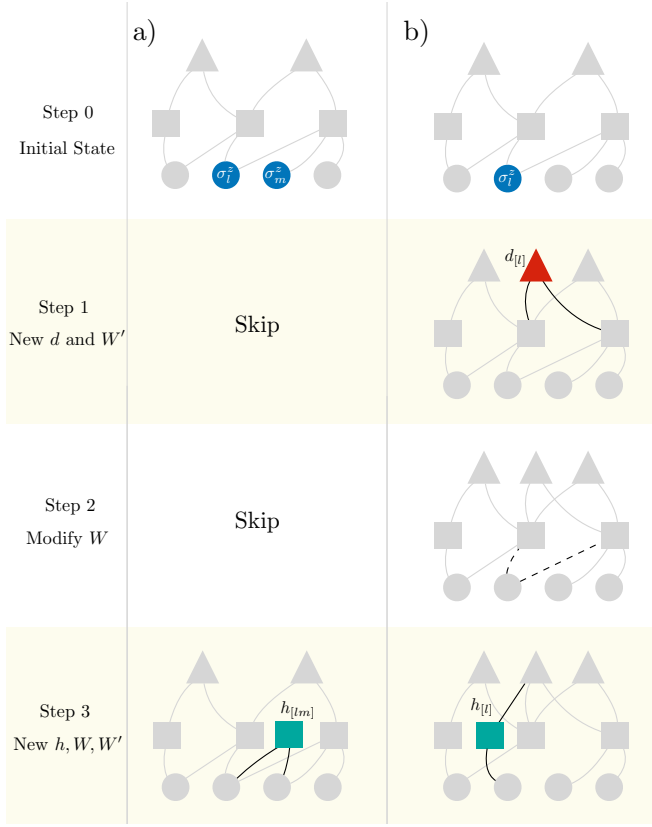 a)
b)
Step 0
Initial State
σ_l^z
σ_m^z
σ_l^z
Step 1
New d and W′
Skip
d_{[l]}
Step 2
Modify W
Skip
Step 3
New h, W, W′
h_{[lm]}
h_{[l]}